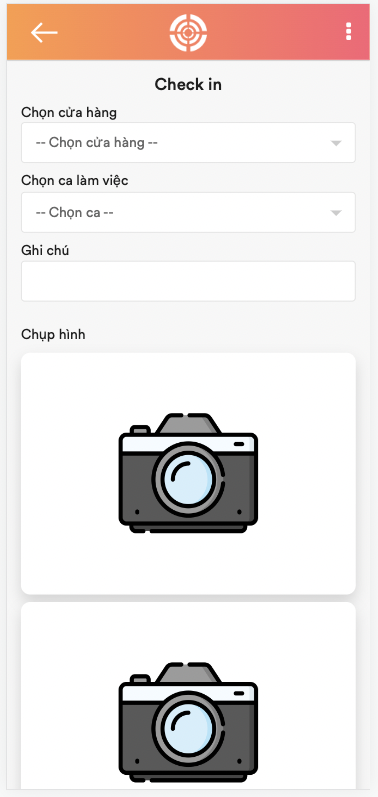 Check in
Chọn cửa hàng
-- Chọn cửa hàng --
Chọn ca làm việc
-- Chọn ca --
Ghi chú
Chụp hình